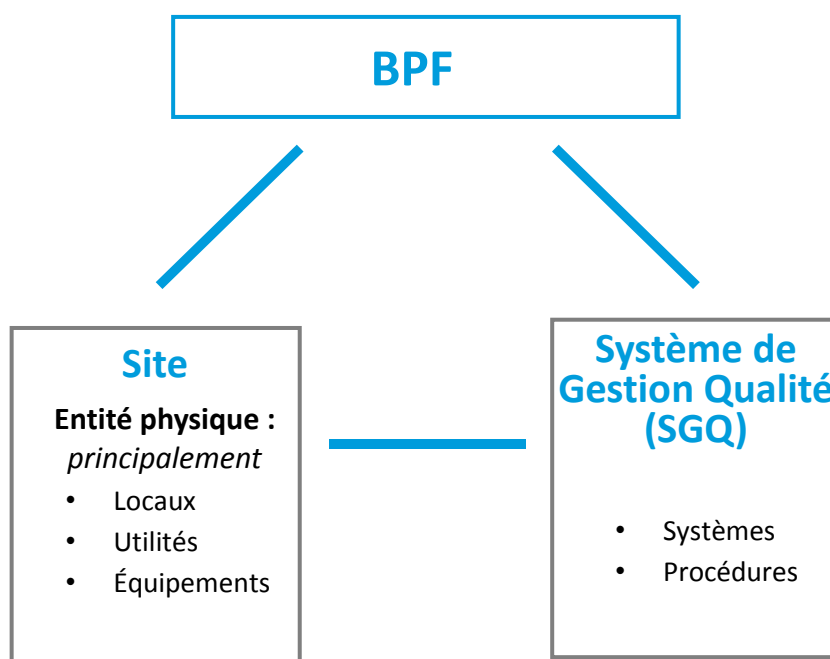 BPF
Site
Entité physique :
principalement
• Locaux
• Utilités
• Équipements
Système de
Gestion Qualité
(SGQ)
• Systèmes
• Procédures